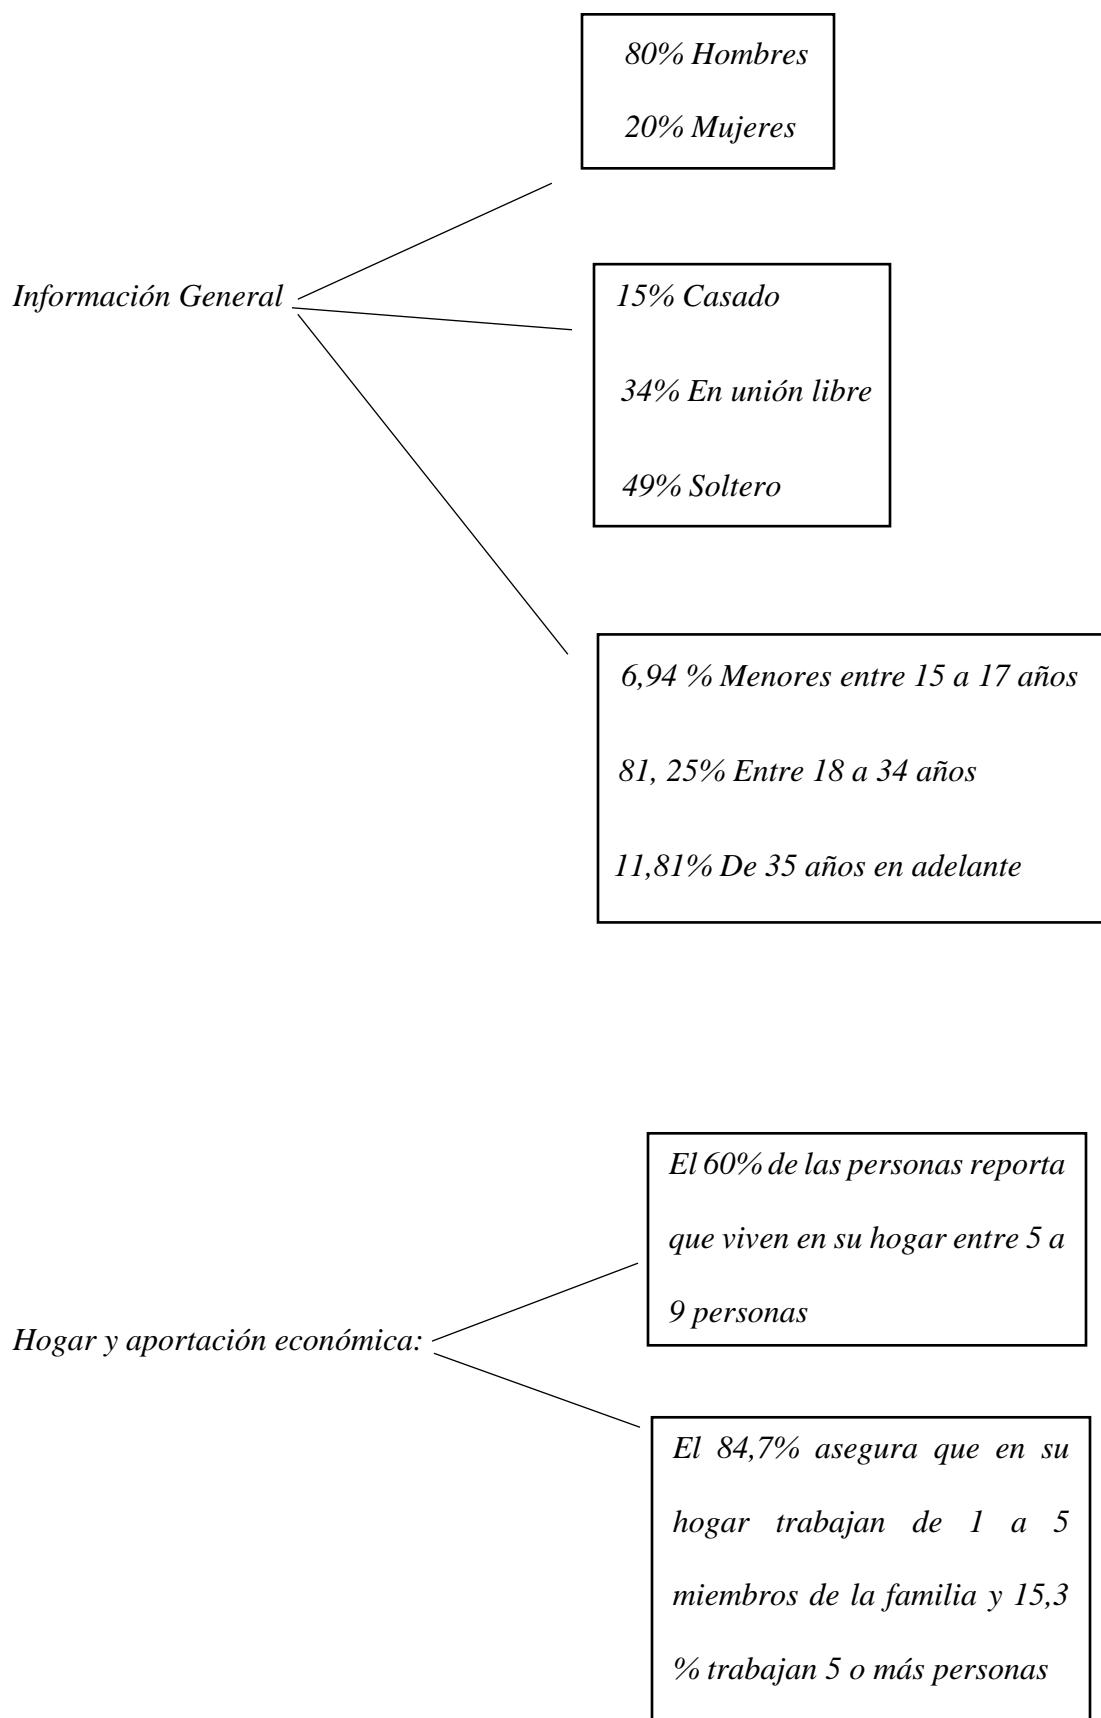 80% Hombres
20% Mujeres
Información General
15% Casado
34% En unión libre
49% Soltero
6,94 % Menores entre 15 a 17 años
81, 25% Entre 18 a 34 años
11,81% De 35 años en adelante
Hogar y aportación económica:
El 60% de las personas reporta
que viven en su hogar entre 5 a
9 personas
El 84,7% asegura que en su
hogar trabajan de 1 a 5
miembros de la familia y 15,3
% trabajan 5 o más personas